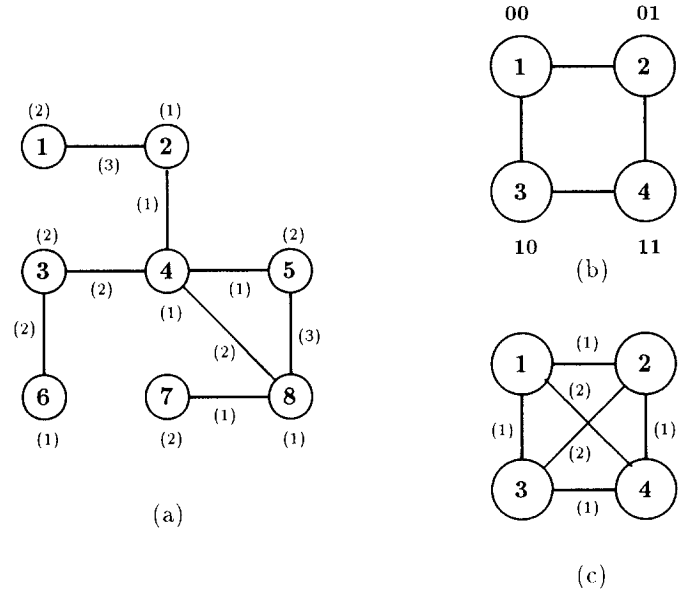 (2) (1)
1 2
(3)
(1)
(2) (2)
3 4 5
(2) (1) (1)
(2) (2) (3)
6 7 8
(1)
(1) (2) (1)
(a)
00 01
1 2
3 4
10 11
(b)
(1)
1 2
(2)
(1) (1)
(2)
3 4
(1)
(c)